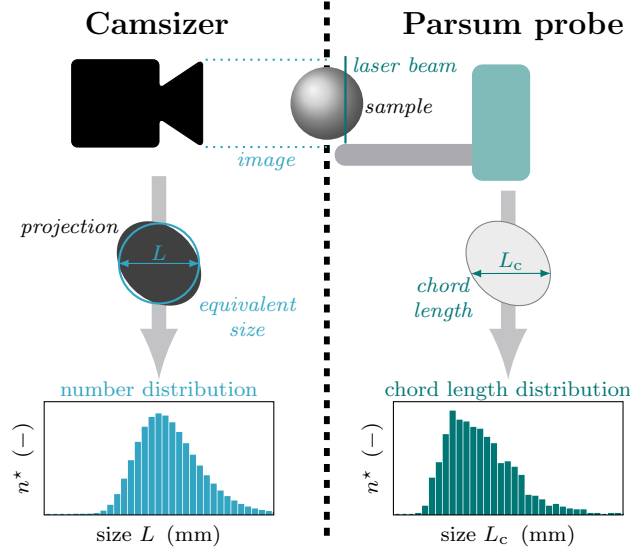 Camsizer
Parsum probe
laser beam
sample
image
projection
L
equivalent
size
L_c
chord
length
number distribution
n⋆ (−)
size L (mm)
chord length distribution
n⋆ (−)
size L_c (mm)